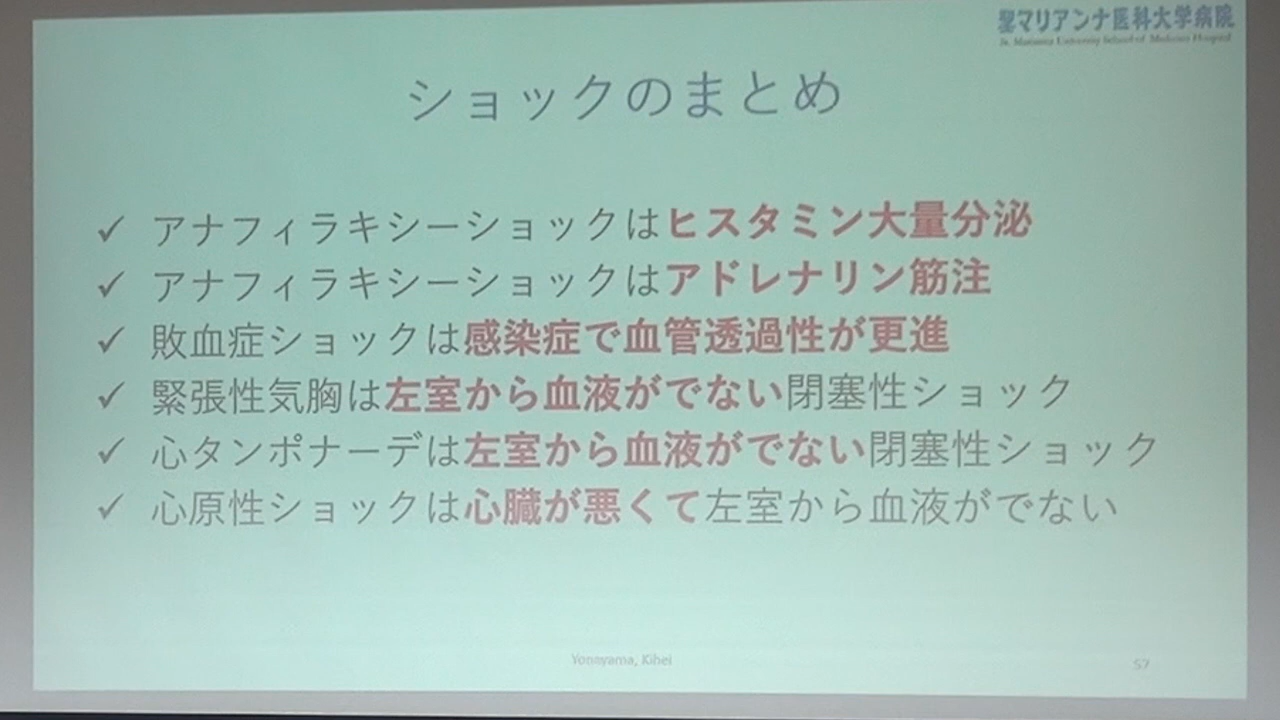 聖マリアンナ医科大学病院
St. Marianna University School of Medicine Hospital
ショックのまとめ
✓ アナフィラキシーショックはヒスタミン大量分泌
✓ アナフィラキシーショックはアドレナリン筋注
✓ 敗血症ショックは感染症で血管透過性が更進
✓ 緊張性気胸は左室から血液がでない閉塞性ショック
✓ 心タンポナーデは左室から血液がでない閉塞性ショック
✓ 心原性ショックは心臓が悪くて左室から血液がでない
Yonayama, Kihei
57